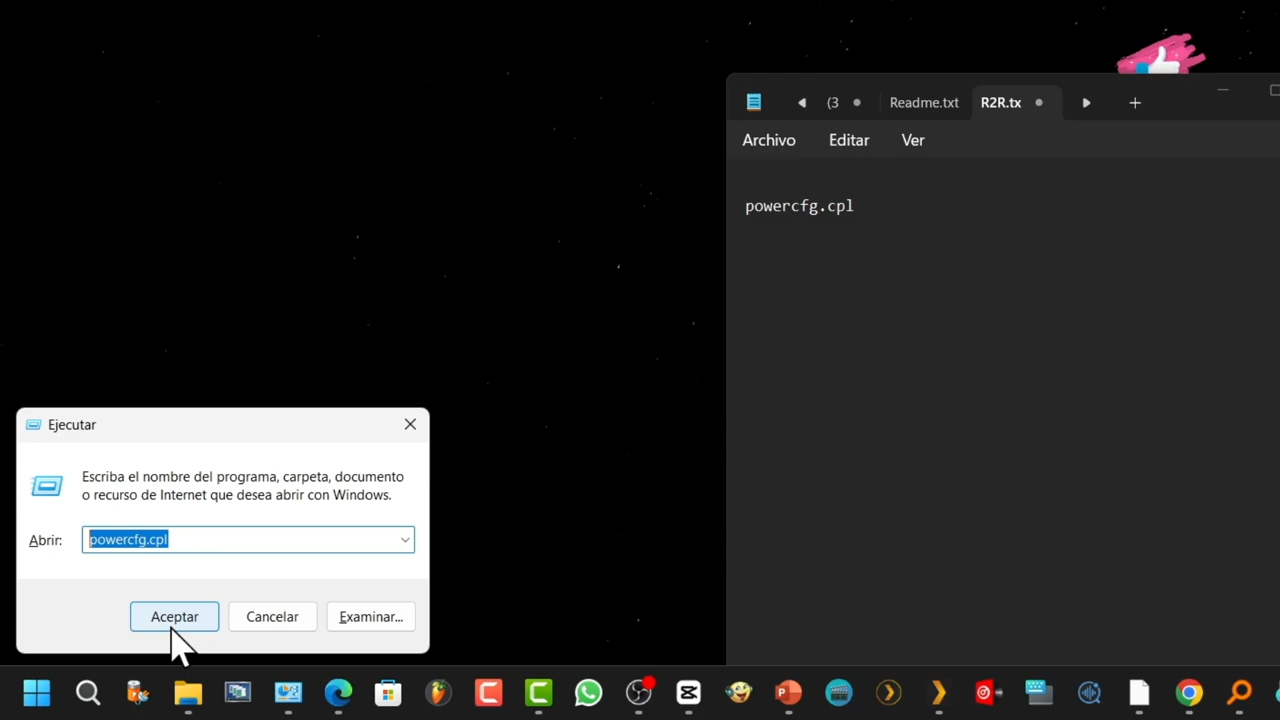 (3
Readme.txt
R2R.tx
Archivo
Editar
Ver
powercfg.cpl
Ejecutar
Escriba el nombre del programa, carpeta, documento
o recurso de Internet que desea abrir con Windows.
Abrir:
powercfg.cpl
Aceptar
Cancelar
Examinar...